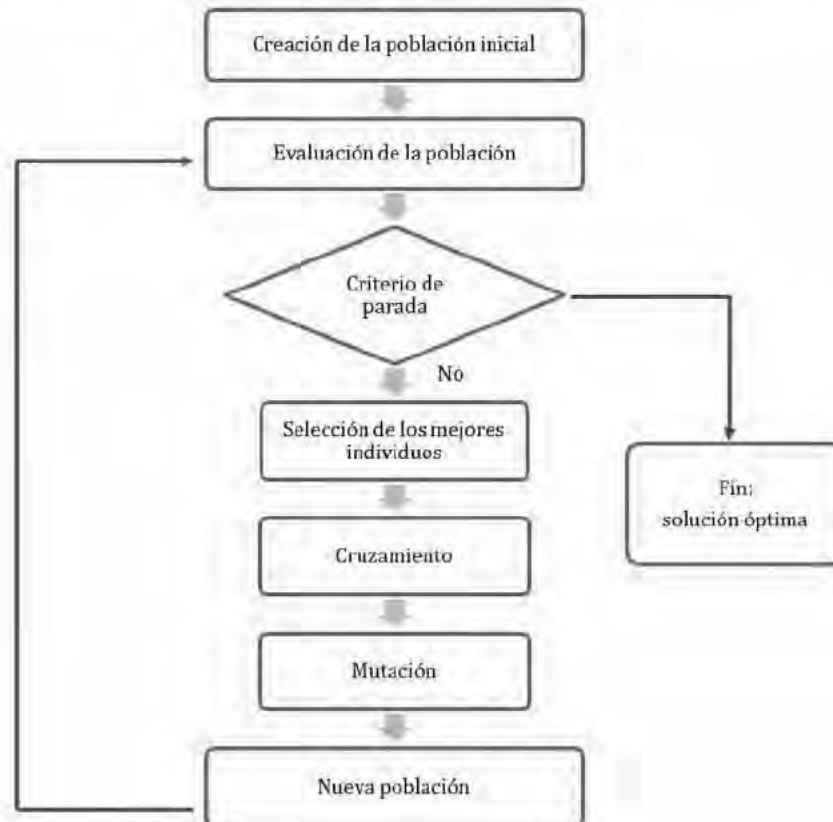 Creación de la población inicial
Evaluación de la población
Criterio de
parada
No
Selección de los mejores
individuos
Cruzamiento
Mutación
Nueva población
Fin:
solución óptima